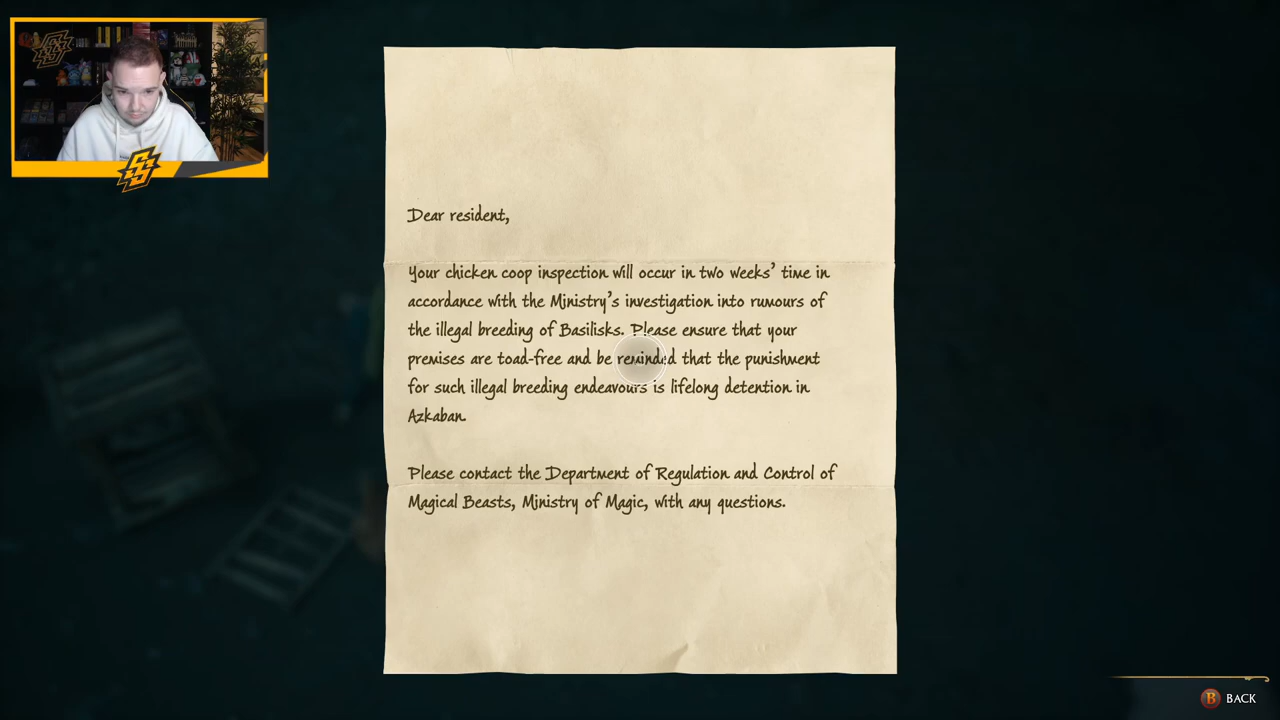 Dear resident,
Your chicken coop inspection will occur in two weeks' time in
accordance with the Ministry's investigation into rumours of
the illegal breeding of Basilisks. Please ensure that your
premises are toad-free and be reminded that the punishment
for such illegal breeding endeavours is lifelong detention in
Azkaban.
Please contact the Department of Regulation and Control of
Magical Beasts, Ministry of Magic, with any questions.
B BACK